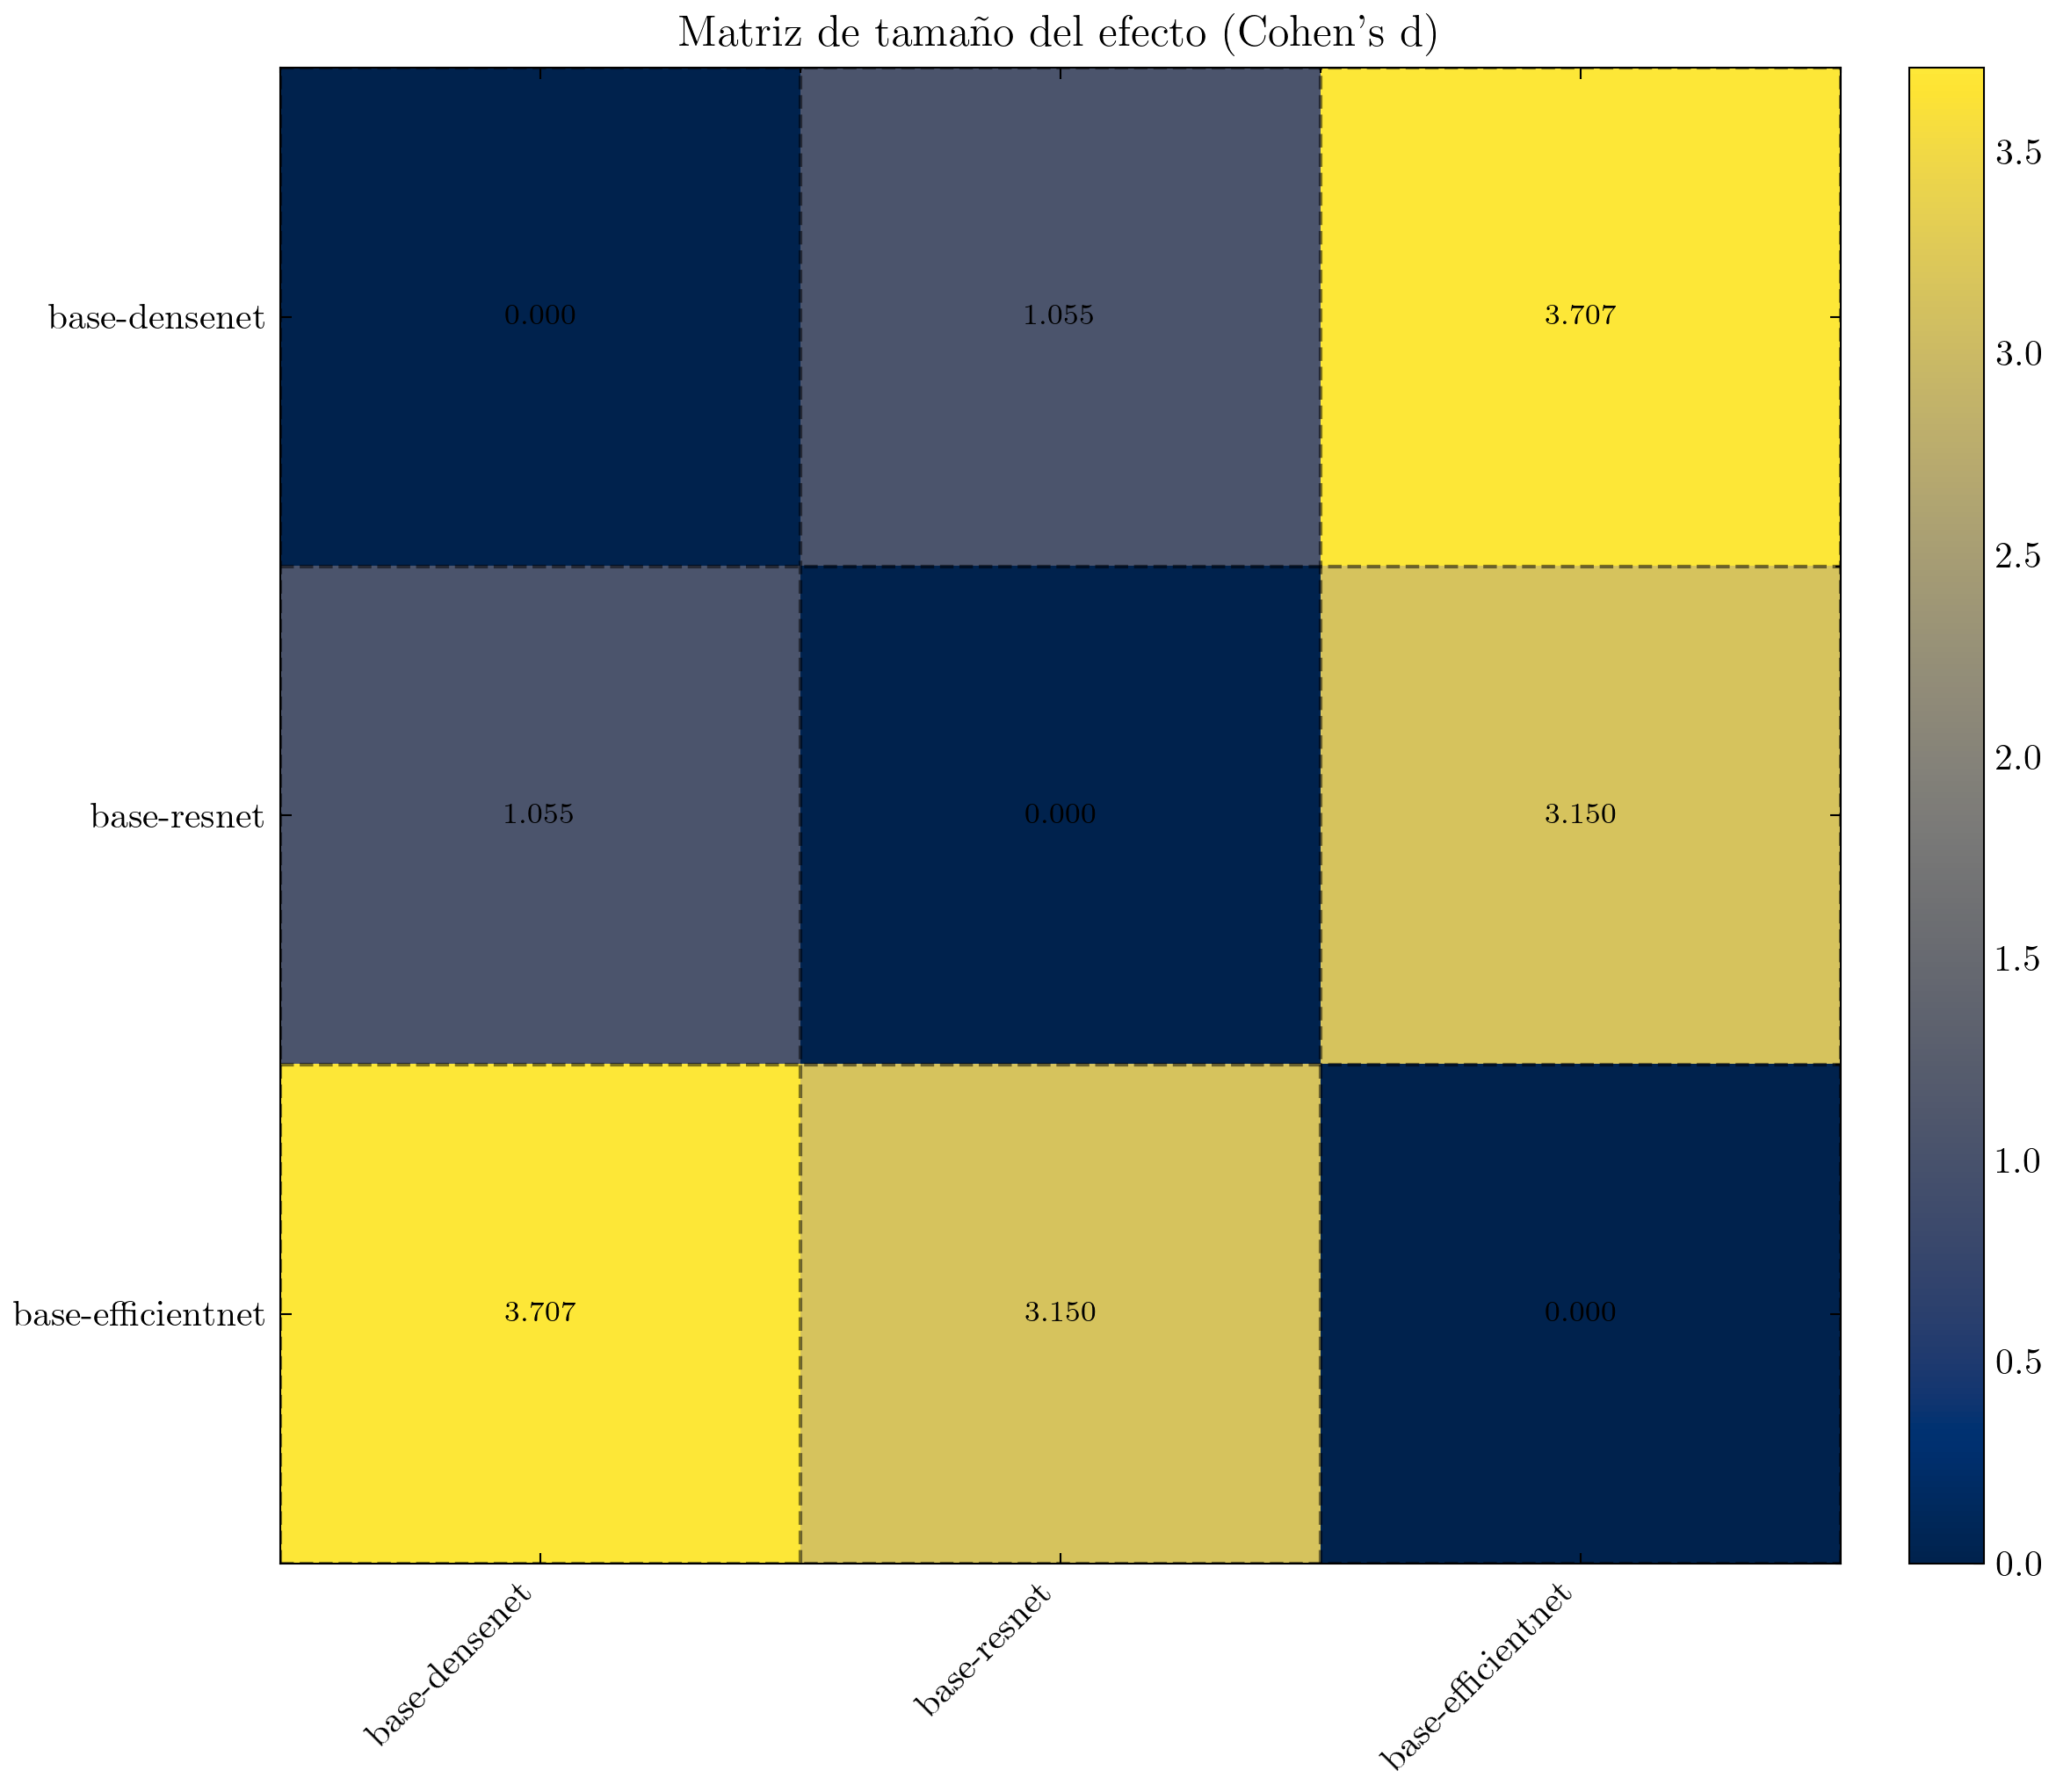 Matriz de tamaño del efecto (Cohen's d)
base-densenet
0.000
1.055
3.707
base-resnet
1.055
0.000
3.150
base-efficientnet
3.707
3.150
0.000
base-densenet
base-resnet
base-efficientnet
3.5
3.0
2.5
2.0
1.5
1.0
0.5
0.0